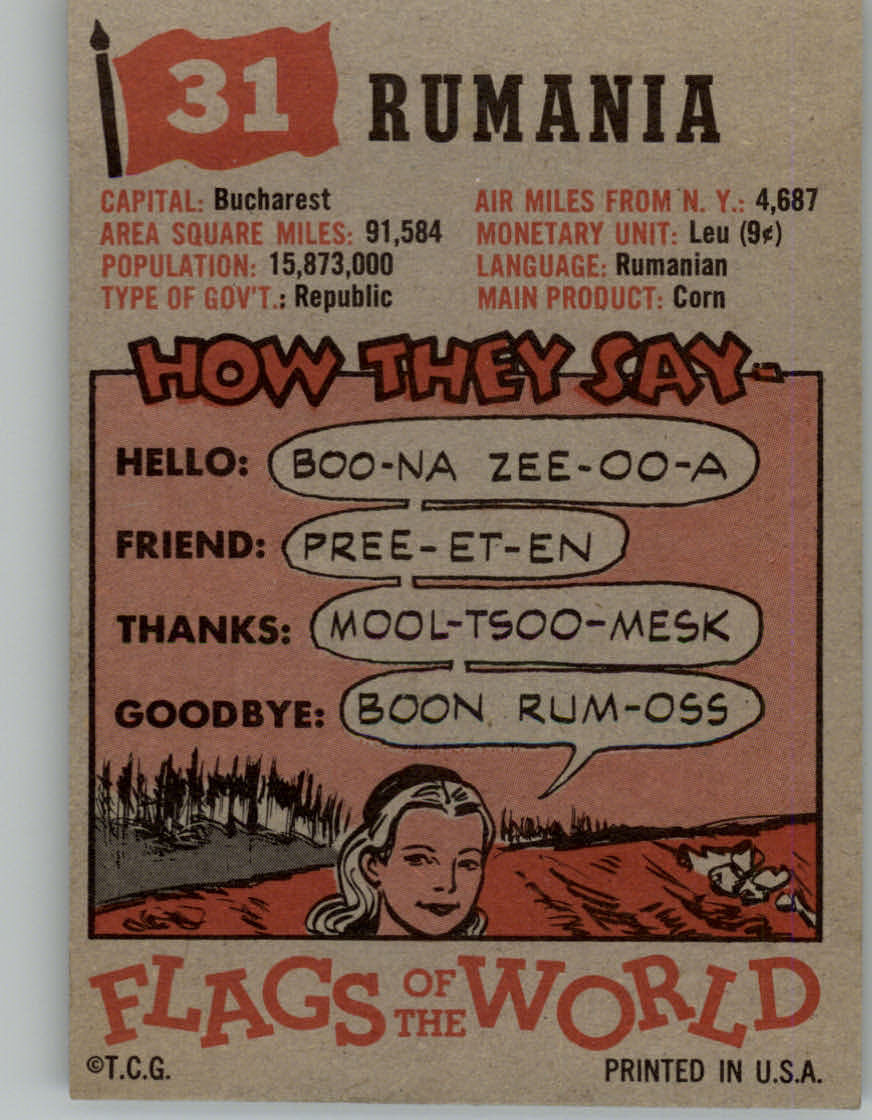 31 RUMANIA
CAPITAL: Bucharest
AREA SQUARE MILES: 91,584
POPULATION: 15,873,000
TYPE OF GOV'T.: Republic
AIR MILES FROM N. Y.: 4,687
MONETARY UNIT: Leu (9¢)
LANGUAGE: Rumanian
MAIN PRODUCT: Corn
HOW THEY SAY-
HELLO: BOO-NA ZEE-OO-A
FRIEND: PREE-ET-EN
THANKS: MOOL-TSOO-MESK
GOODBYE: BOON RUM-OSS
FLAGS OF THE WORLD
©T.C.G. PRINTED IN U.S.A.